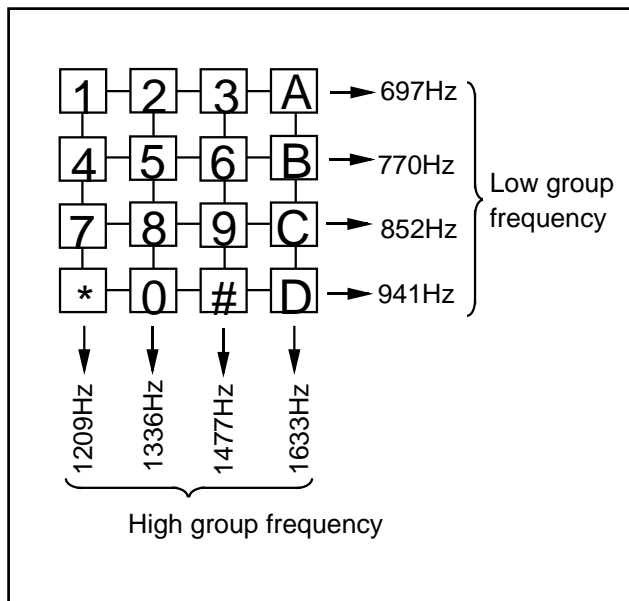 1 2 3 A 697Hz
4 5 6 B 770Hz
7 8 9 C 852Hz
* 0 # D 941Hz
Low group
frequency
1209Hz 1336Hz 1477Hz 1633Hz
High group frequency